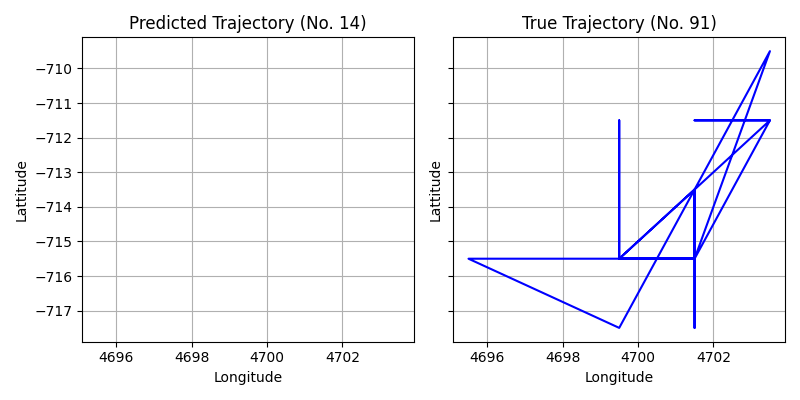 Predicted Trajectory (No. 14)
Lattitude
−710
−711
−712
−713
−714
−715
−716
−717
4696
4698
4700
4702
Longitude
True Trajectory (No. 91)
Lattitude
4696
4698
4700
4702
Longitude